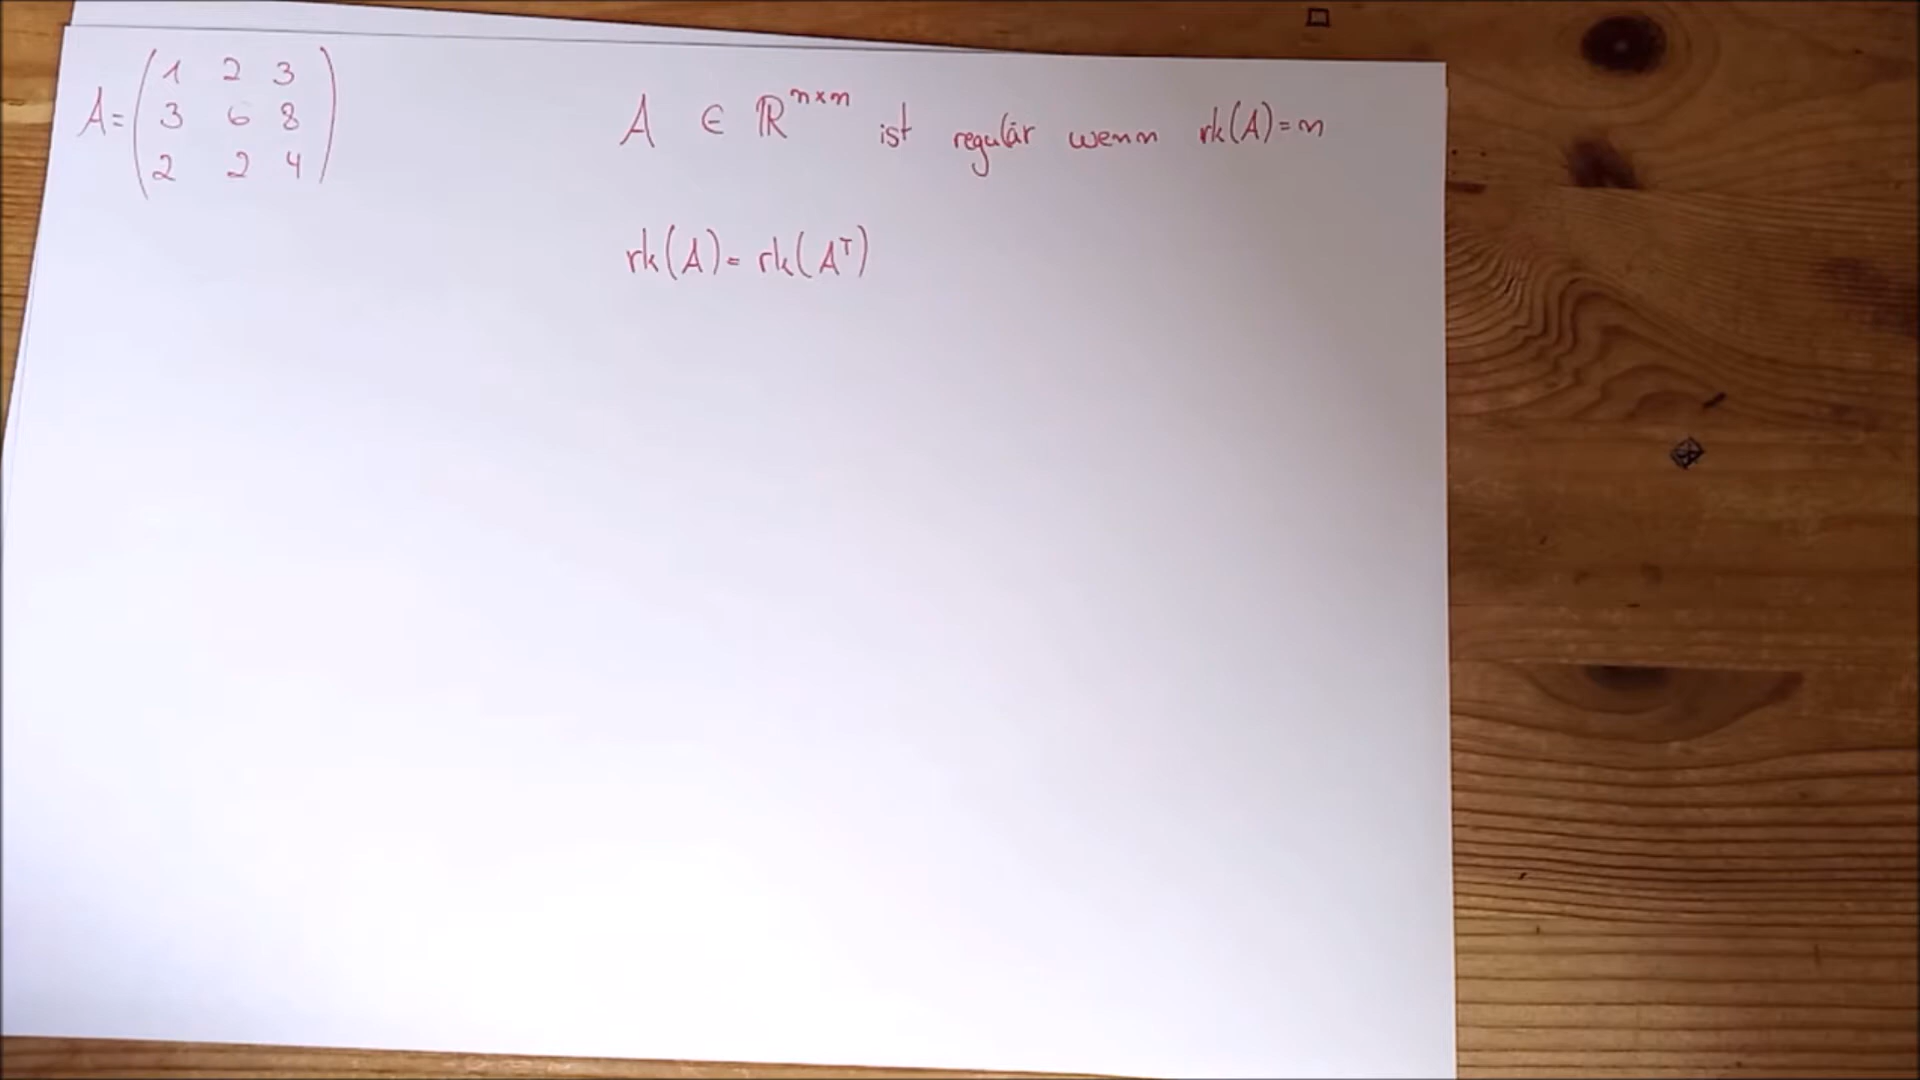 A = ( 1 2 3
3 6 8
2 2 4 )
A ∈ ℝ^{n×n} ist regulär wenn rk(A) = n
rk(A) = rk(A^T)